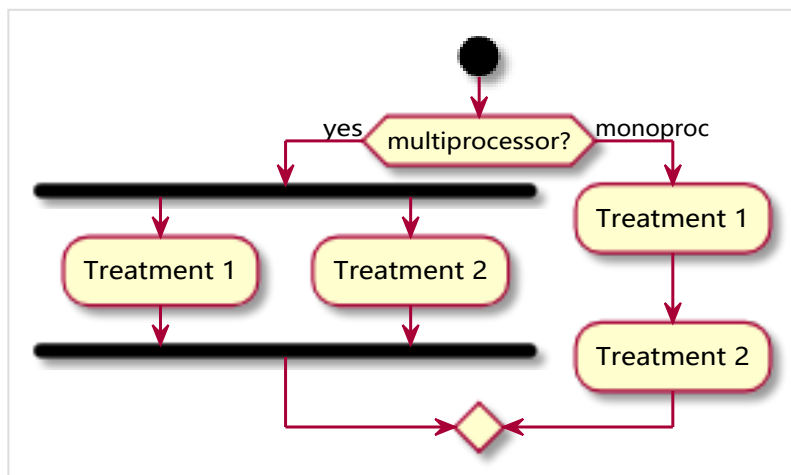 yes
multiprocessor?
monoproc
Treatment 1
Treatment 2
Treatment 1
Treatment 2